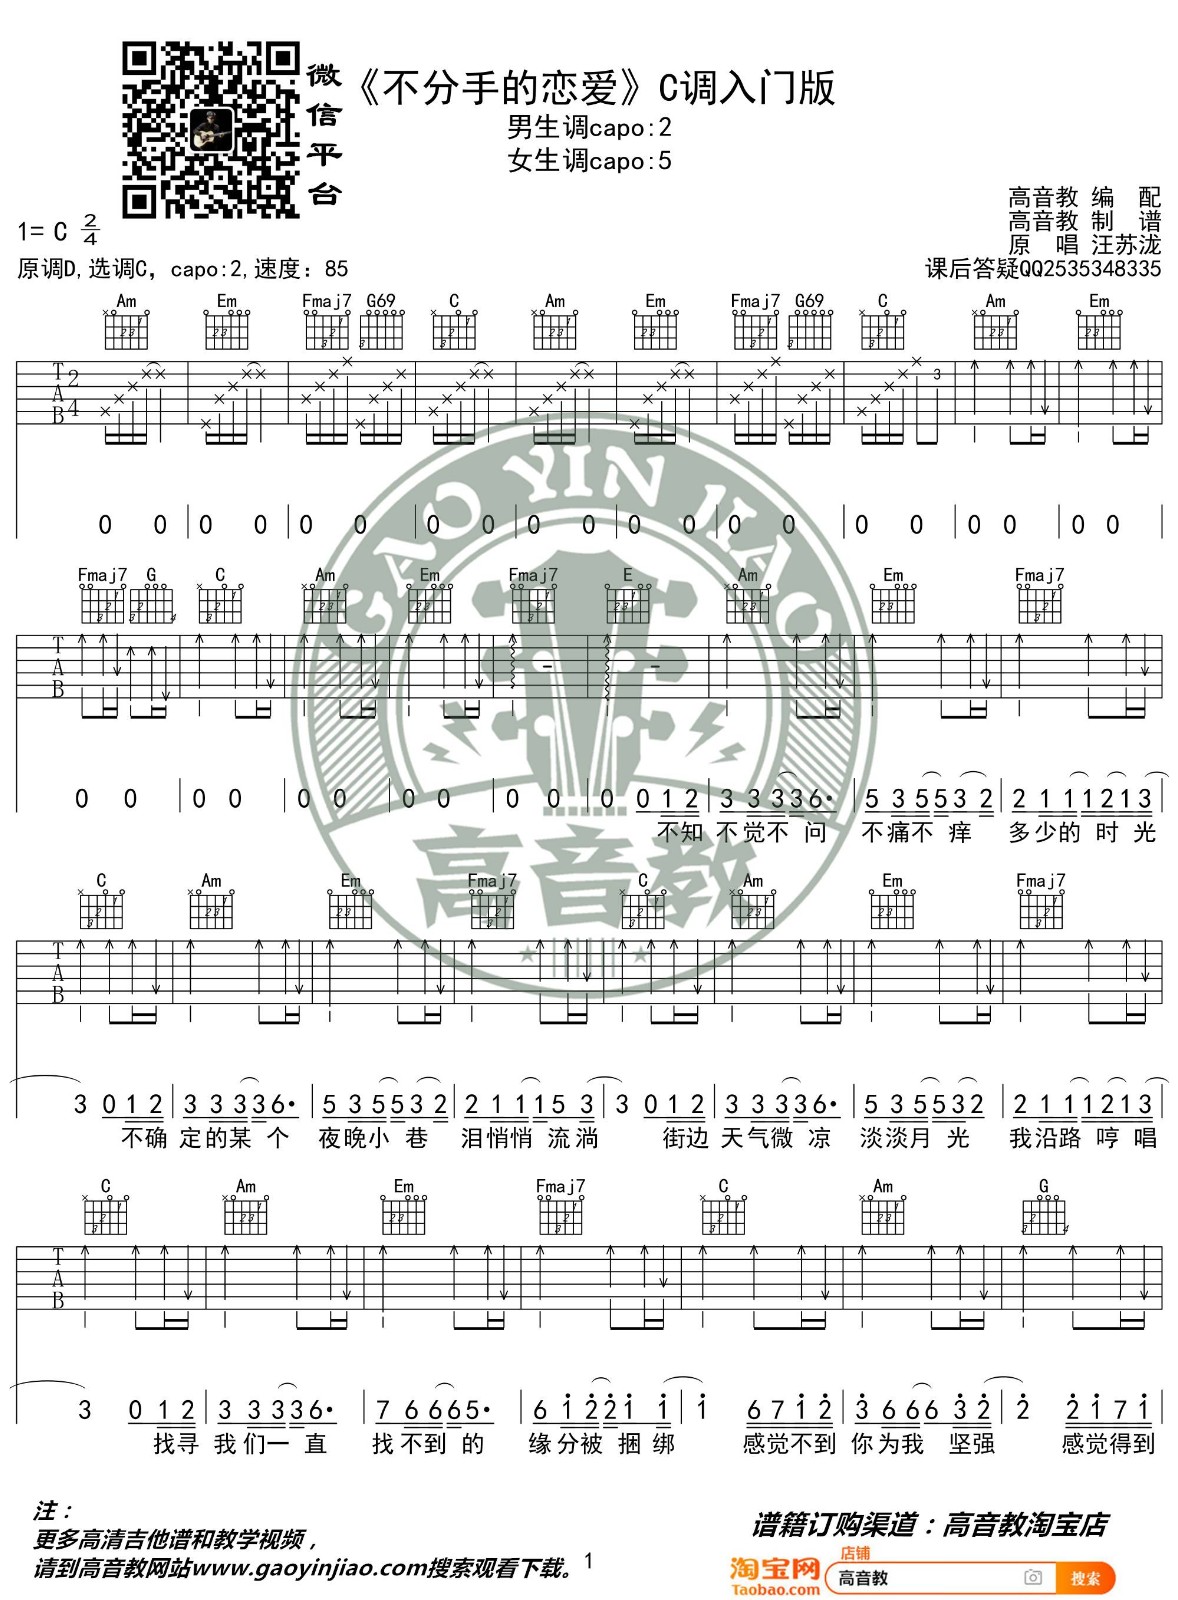 微信平台
《不分手的恋爱》C调入门版
男生调capo:2
女生调capo:5
高音教 编 配
高音教 制 谱
原 唱 汪苏泷
课后答疑QQ2535348335
1= C 2/4
原调D,选调C，capo:2,速度：85
Am Em Fmaj7 G69 C Am Em Fmaj7 G69 C Am Em
T A B 2 4 3
0 0 0 0 0 0 0 0 0 0 0 0 0 0 0 0 0 0 0 0
GAO YIN JIAO
Fmaj7 G C Am Em Fmaj7 E Am Em Fmaj7
T A B
0 0 0 0 0 0 0 0 0 0 0 0 1 2 3 3 3 3 6· 5 3 5 5 3 2 2 1 1 1 2 1 3
不知 不觉不 问 不痛不 痒 多少的 时 光
高音教
C Am Em Fmaj7 C Am Em Fmaj7
T A B
3 0 1 2 3 3 3 3 6· 5 3 5 5 3 2 2 1 1 1 5 3 3 0 1 2 3 3 3 3 6· 5 3 5 5 3 2 2 1 1 1 2 1 3
不确 定的某 个 夜晚小 巷 泪悄悄 流淌 街边 天气微 凉 淡淡月 光 我沿路 哼 唱
C Am Em Fmaj7 C Am G
T A B
3 0 1 2 3 3 3 3 6· 7 6 6 6 5· 6 1 2 2 1 1 1 6 7 1 2 3 6 6 6 3 2 2 2 1 7 1
找寻 我们一 直 找不到 的 缘分被 捆 绑 感觉不到 你为我 坚强 感觉得到
注：
更多高清吉他谱和教学视频，
请到高音教网站www.gaoyinjiao.com搜索观看下载。
1
谱籍订购渠道：高音教淘宝店
淘宝网
Taobao.com
店铺
高音教
搜索